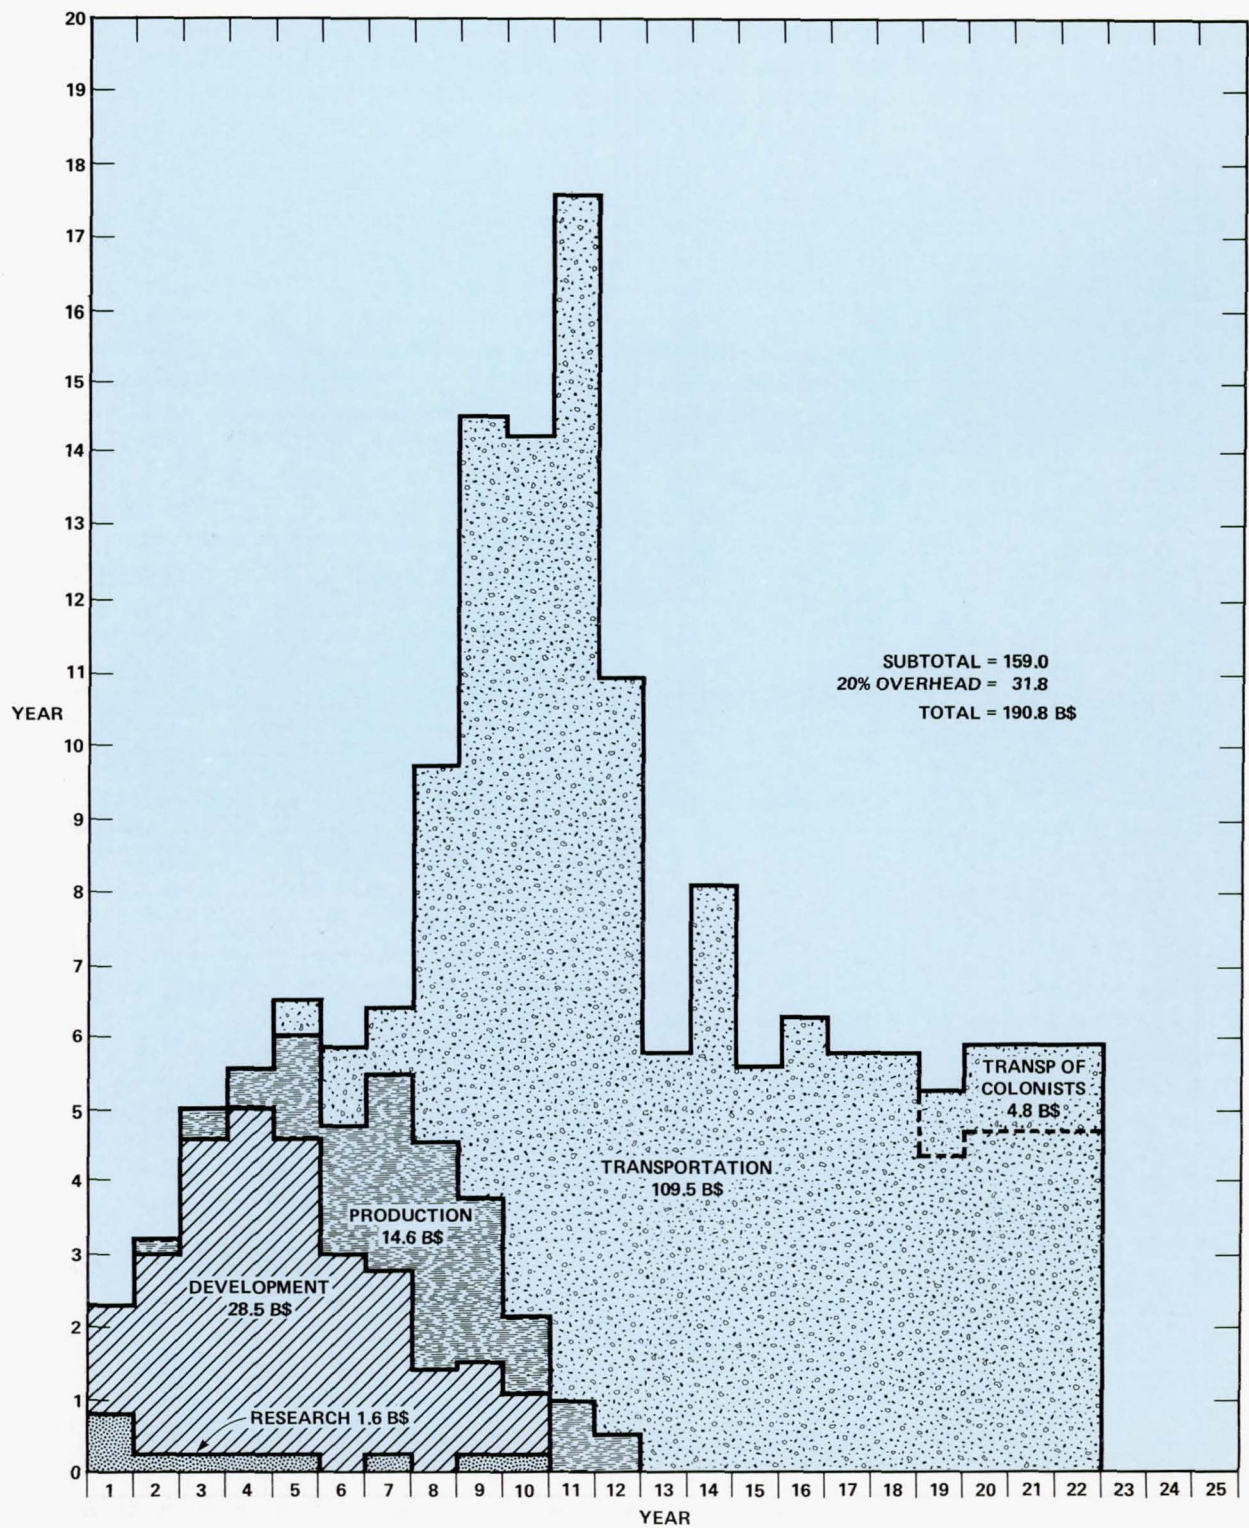 20
19
18
17
16
15
14
13
12
11
10
9
8
7
6
5
4
3
2
1
0
YEAR
SUBTOTAL = 159.0
20% OVERHEAD = 31.8
TOTAL = 190.8 B$
TRANSP OF
COLONISTS
4.8 B$
TRANSPORTATION
109.5 B$
PRODUCTION
14.6 B$
DEVELOPMENT
28.5 B$
RESEARCH 1.6 B$
1 2 3 4 5 6 7 8 9 10 11 12 13 14 15 16 17 18 19 20 21 22 23 24 25
YEAR